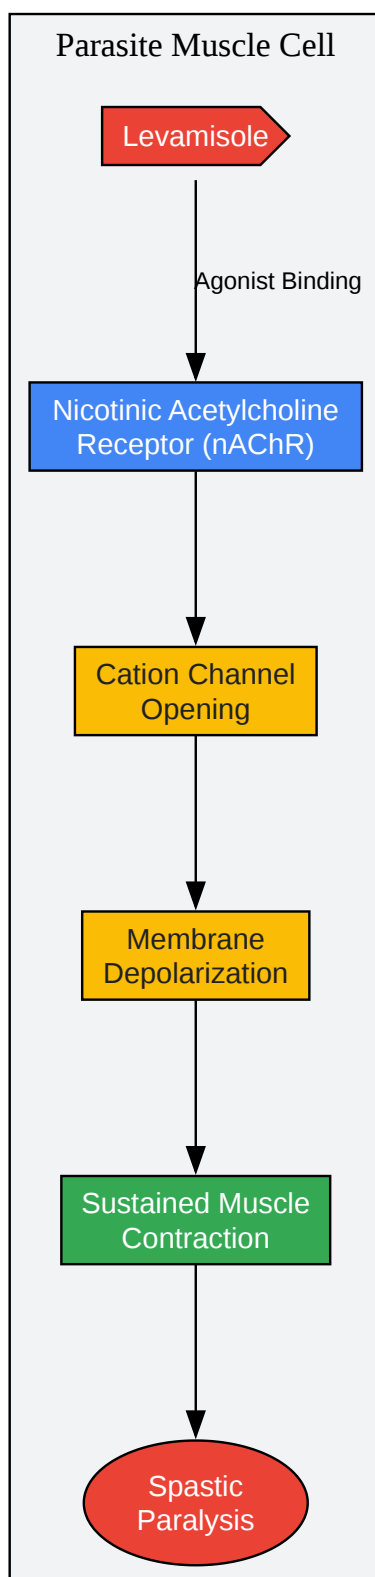 Parasite Muscle Cell
Levamisole
Agonist Binding
Nicotinic Acetylcholine
Receptor (nAChR)
Cation Channel
Opening
Membrane
Depolarization
Sustained Muscle
Contraction
Spastic
Paralysis